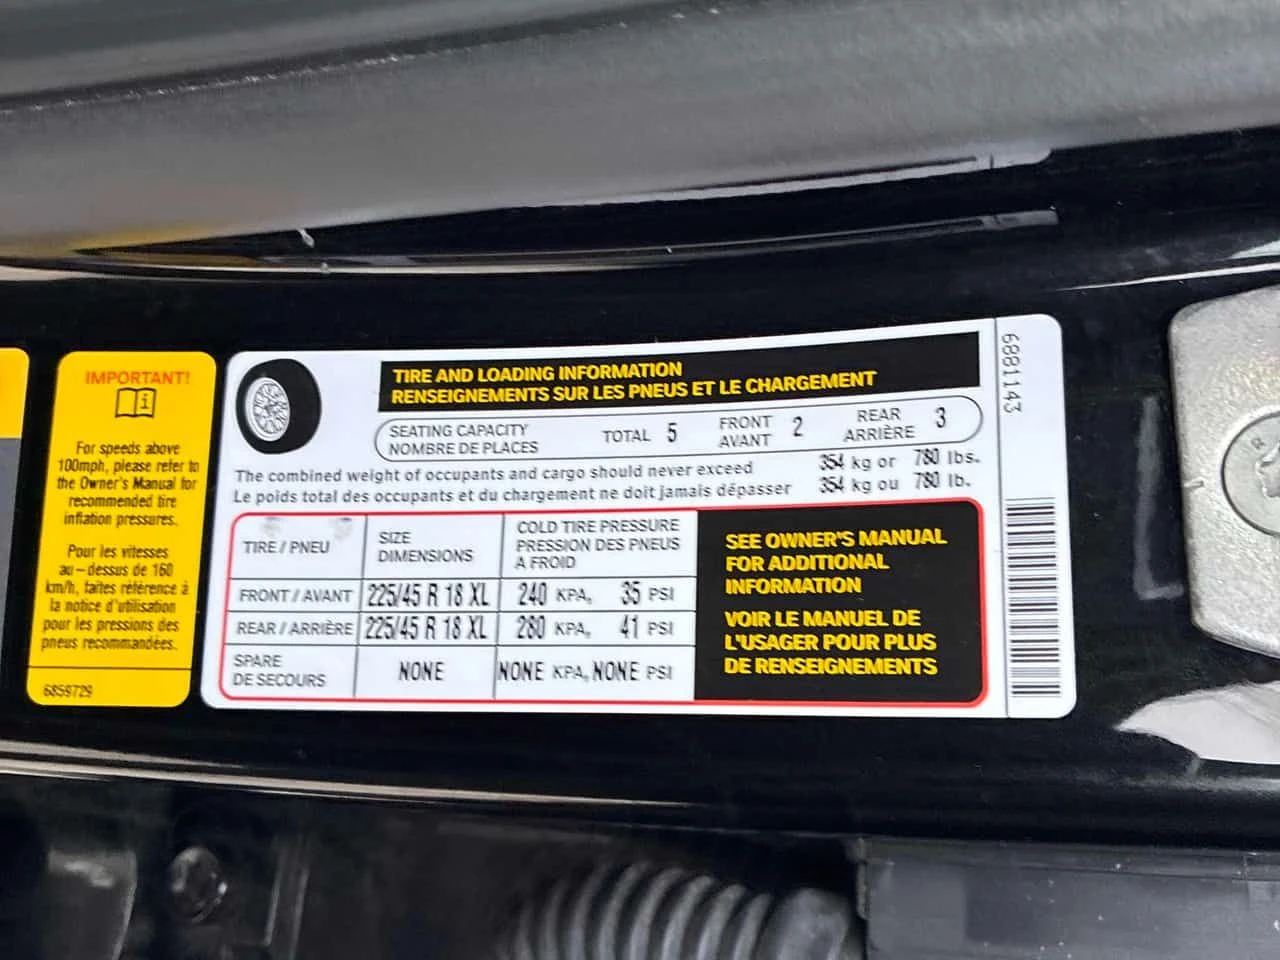 IMPORTANT!
For speeds above
100mph, please refer to
the Owner's Manual for
recommended tire
inflation pressures.
Pour les vitesses
au-dessus de 160
km/h, faites référence à
la notice d'utilisation
pour les pressions des
pneus recommandées.
6859729
TIRE AND LOADING INFORMATION
RENSEIGNEMENTS SUR LES PNEUS ET LE CHARGEMENT
SEATING CAPACITY
NOMBRE DE PLACES
TOTAL 5
FRONT
AVANT
2
REAR
ARRIÈRE
3
The combined weight of occupants and cargo should never exceed 354 kg or 780 lbs.
Le poids total des occupants et du chargement ne doit jamais dépasser 354 kg ou 780 lb.
TIRE / PNEU
SIZE
DIMENSIONS
COLD TIRE PRESSURE
PRESSION DES PNEUS
A FROID
FRONT / AVANT 225/45 R 18 XL 240 KPA, 35 PSI
REAR / ARRIÈRE 225/45 R 18 XL 280 KPA, 41 PSI
SPARE
DE SECOURS
NONE NONE KPA, NONE PSI
SEE OWNER'S MANUAL
FOR ADDITIONAL
INFORMATION
VOIR LE MANUEL DE
L'USAGER POUR PLUS
DE RENSEIGNEMENTS
6881143